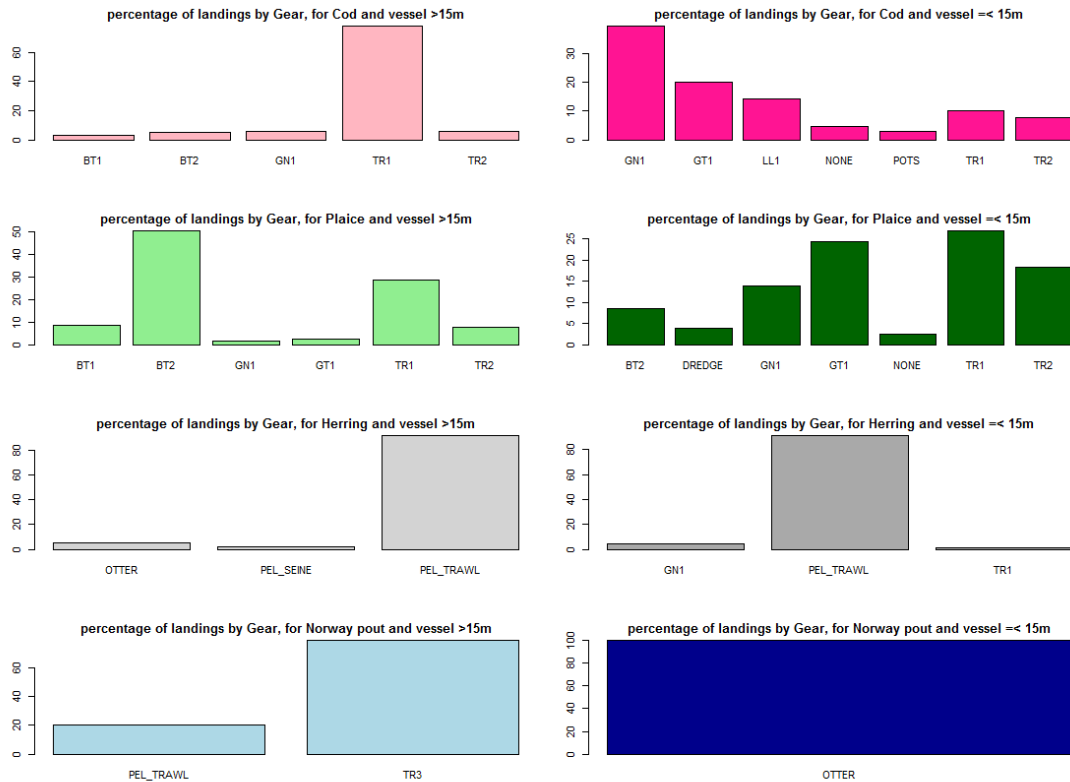 percentage of landings by Gear, for Cod and vessel >15m
60
40
20
0
BT1 BT2 GN1 TR1 TR2
percentage of landings by Gear, for Cod and vessel =< 15m
30
20
10
0
GN1 GT1 LL1 NONE POTS TR1 TR2
percentage of landings by Gear, for Plaice and vessel >15m
50
40
30
20
10
0
BT1 BT2 GN1 GT1 TR1 TR2
percentage of landings by Gear, for Plaice and vessel =< 15m
25
20
15
10
5
0
BT2 DREDGE GN1 GT1 NONE TR1 TR2
percentage of landings by Gear, for Herring and vessel >15m
80
60
40
20
0
OTTER PEL_SEINE PEL_TRAWL
percentage of landings by Gear, for Herring and vessel =< 15m
80
60
40
20
0
GN1 PEL_TRAWL TR1
percentage of landings by Gear, for Norway pout and vessel >15m
60
40
20
0
PEL_TRAWL TR3
percentage of landings by Gear, for Norway pout and vessel =< 15m
100
80
60
40
20
0
OTTER